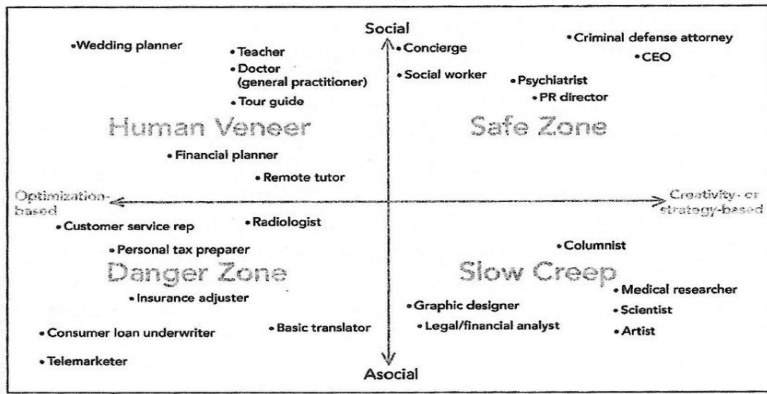 Social
• Wedding planner
• Teacher
• Doctor
(general practitioner)
• Tour guide
• Concierge
• Social worker
• Criminal defense attorney
• CEO
• Psychiatrist
• PR director
Human Veneer
Safe Zone
• Financial planner
• Remote tutor
Optimization-
based
Creativity- or
strategy-based
• Customer service rep
• Radiologist
• Personal tax preparer
Danger Zone
• Insurance adjuster
• Consumer loan underwriter
• Basic translator
• Telemarketer
• Columnist
Slow Creep
• Medical researcher
• Graphic designer
• Scientist
• Legal/financial analyst
• Artist
Asocial